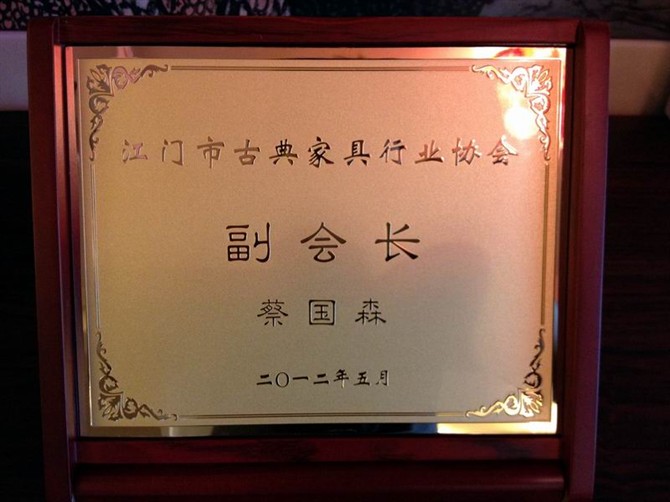 江门市古典家具行业协会
副会长
蔡国森
二〇一二年五月